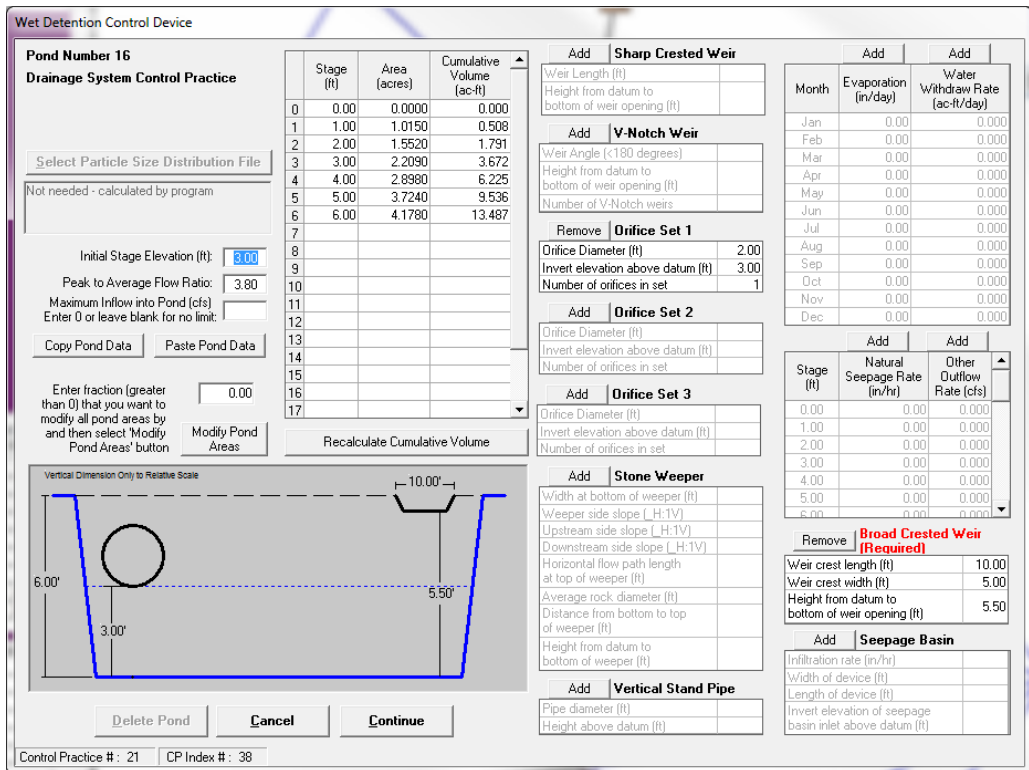 Wet Detention Control Device
Pond Number 16
Drainage System Control Practice
Select Particle Size Distribution File
Not needed - calculated by program
Initial Stage Elevation (ft): 3.00
Peak to Average Flow Ratio: 3.80
Maximum Inflow into Pond (cfs)
Enter 0 or leave blank for no limit:
Copy Pond Data Paste Pond Data
Enter fraction (greater
than 0) that you want to
modify all pond areas by
and then select 'Modify
Pond Areas' button
0.00
Modify Pond
Areas
Stage
(ft)
Area
(acres)
Cumulative
Volume
(ac-ft)
0 0.00 0.0000 0.000
1 1.00 1.0150 0.508
2 2.00 1.5520 1.791
3 3.00 2.2090 3.672
4 4.00 2.8980 6.225
5 5.00 3.7240 9.536
6 6.00 4.1780 13.487
7
8
9
10
11
12
13
14
15
16
17
Recalculate Cumulative Volume
Vertical Dimension Only to Relative Scale
10.00'
6.00'
5.50'
3.00'
Delete Pond Cancel Continue
Control Practice # : 21 CP Index # : 38
Add Sharp Crested Weir
Weir Length (ft)
Height from datum to
bottom of weir opening (ft)
Add V-Notch Weir
Weir Angle (<180 degrees)
Height from datum to
bottom of weir opening (ft)
Number of V-Notch weirs
Remove Orifice Set 1
Orifice Diameter (ft) 2.00
Invert elevation above datum (ft) 3.00
Number of orifices in set 1
Add Orifice Set 2
Orifice Diameter (ft)
Invert elevation above datum (ft)
Number of orifices in set
Add Orifice Set 3
Orifice Diameter (ft)
Invert elevation above datum (ft)
Number of orifices in set
Add Stone Weeper
Width at bottom of weeper (ft)
Weeper side slope (_H:1V)
Upstream side slope (_H:1V)
Downstream side slope (_H:1V)
Horizontal flow path length
at top of weeper (ft)
Average rock diameter (ft)
Distance from bottom to top
of weeper (ft)
Height from datum to
bottom of weeper (ft)
Add Vertical Stand Pipe
Pipe diameter (ft)
Height above datum (ft)
Add Add
Month
Evaporation
(in/day)
Water
Withdraw Rate
(ac-ft/day)
Jan 0.00 0.000
Feb 0.00 0.000
Mar 0.00 0.000
Apr 0.00 0.000
May 0.00 0.000
Jun 0.00 0.000
Jul 0.00 0.000
Aug 0.00 0.000
Sep 0.00 0.000
Oct 0.00 0.000
Nov 0.00 0.000
Dec 0.00 0.000
Add Add
Stage
(ft)
Natural
Seepage Rate
(in/hr)
Other
Outflow
Rate (cfs)
0.00 0.00 0.000
1.00 0.00 0.000
2.00 0.00 0.000
3.00 0.00 0.000
4.00 0.00 0.000
5.00 0.00 0.000
6.00 0.00 0.000
Remove Broad Crested Weir
(Required)
Weir crest length (ft) 10.00
Weir crest width (ft) 5.00
Height from datum to
bottom of weir opening (ft) 5.50
Add Seepage Basin
Infiltration rate (in/hr)
Width of device (ft)
Length of device (ft)
Invert elevation of seepage
basin inlet above datum (ft)